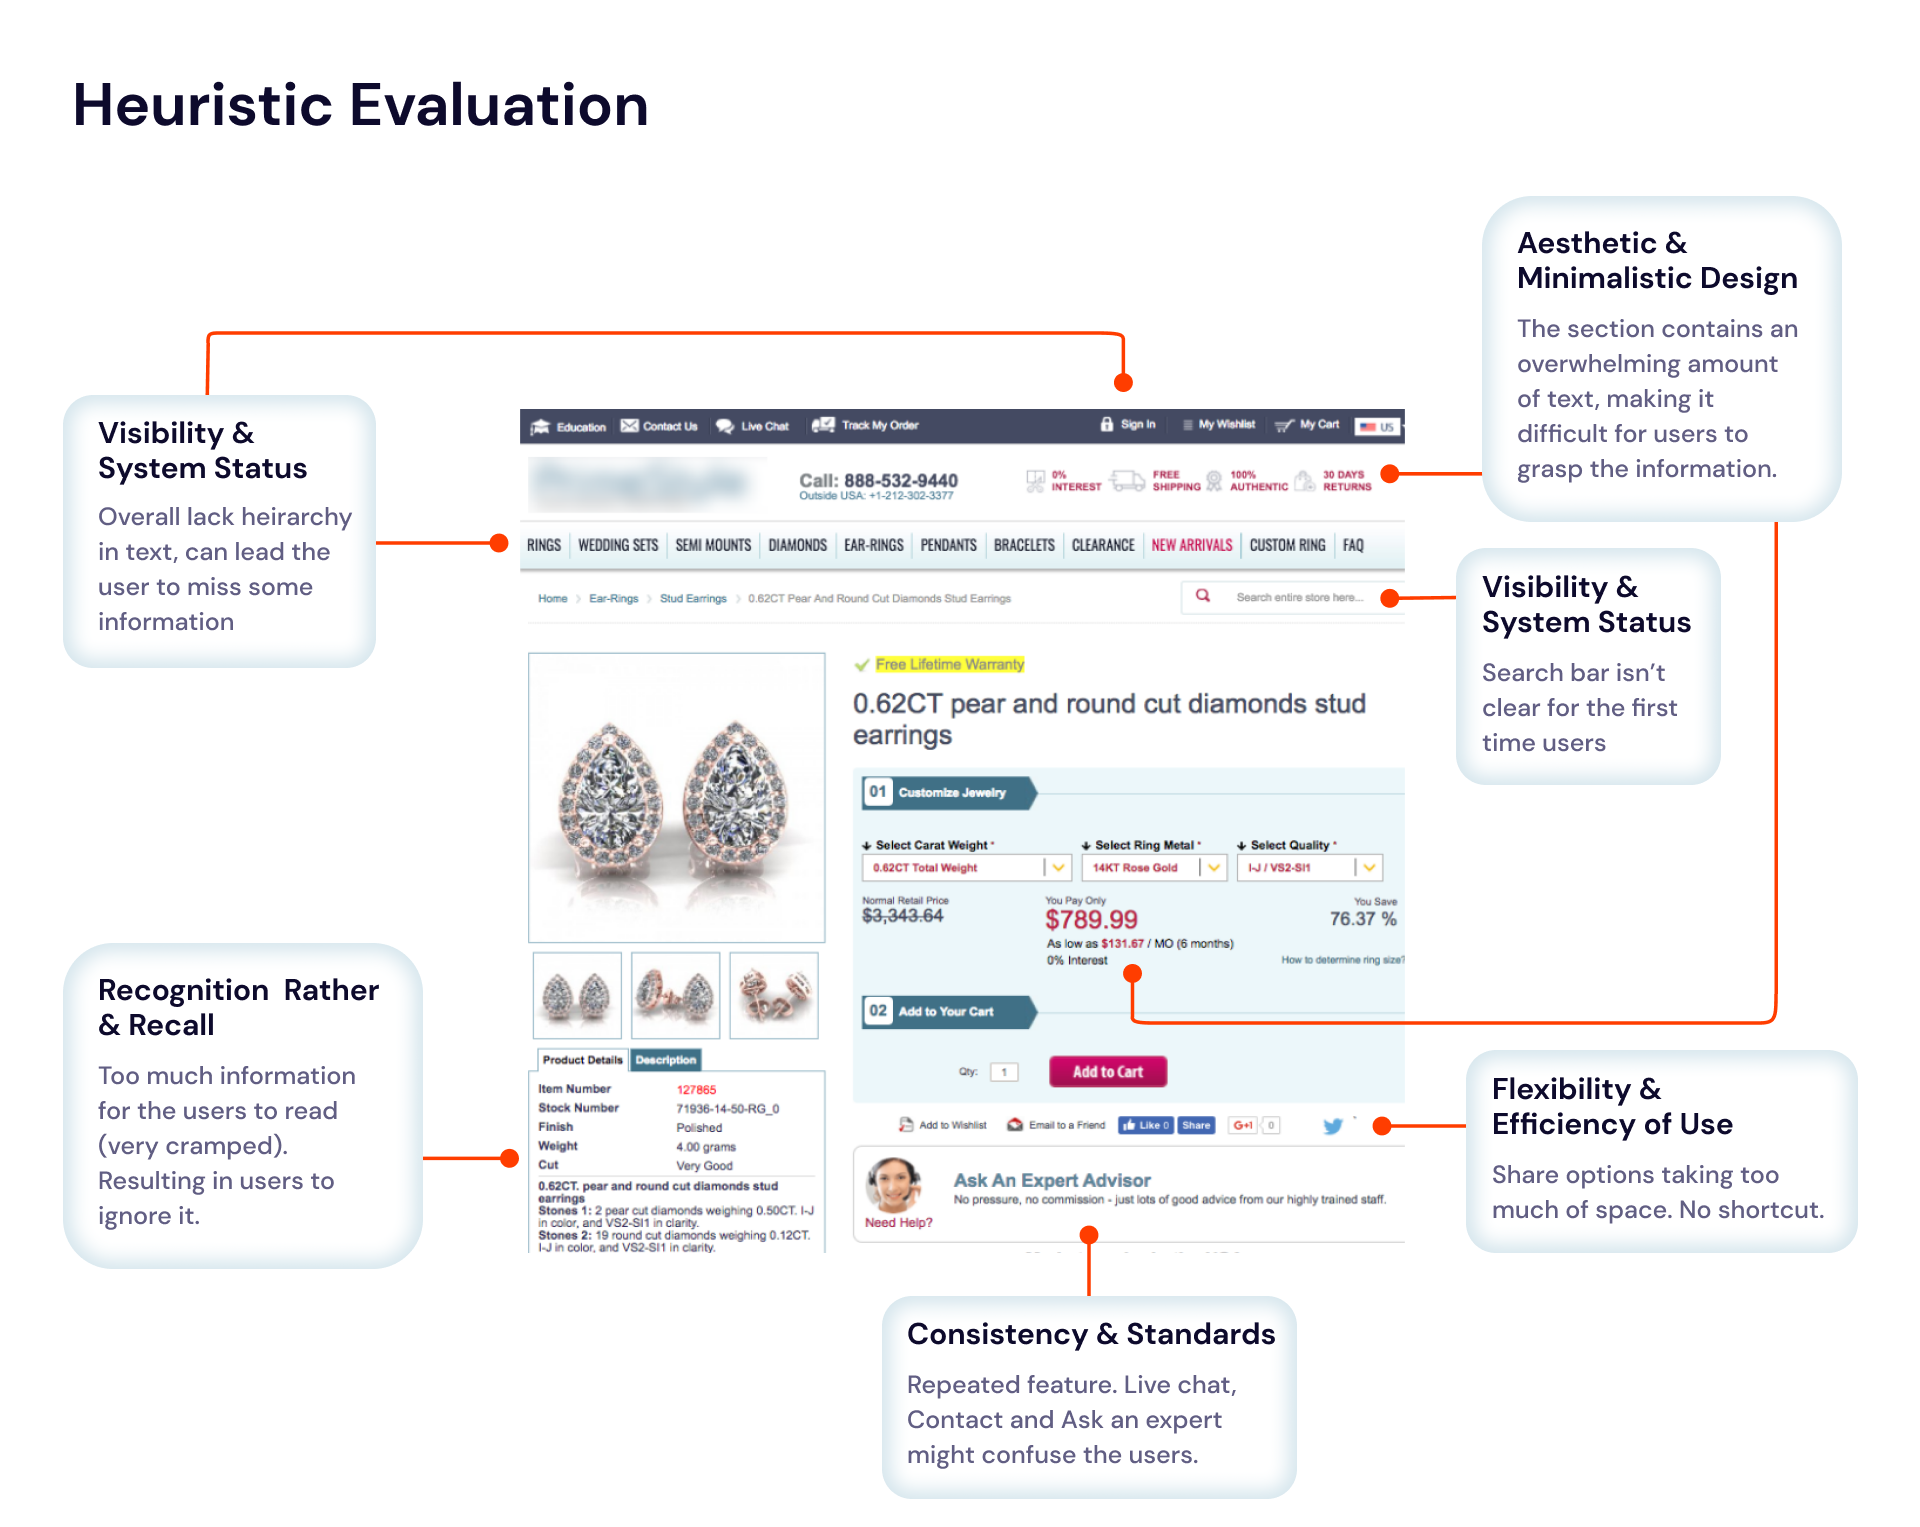 Heuristic Evaluation
Aesthetic &
Minimalistic Design
The section contains an
overwhelming amount
of text, making it
difficult for users to
grasp the information.
Visibility &
System Status
Overall lack heirarchy
in text, can lead the
user to miss some
information
Education Contact Us Live Chat Track My Order Sign In My Wishlist My Cart US
Call: 888-532-9440
Outside USA: +1-212-302-3377
0%
INTEREST
FREE
SHIPPING
100%
AUTHENTIC
30 DAYS
RETURNS
RINGS WEDDING SETS SEMI MOUNTS DIAMONDS EAR-RINGS PENDANTS BRACELETS CLEARANCE NEW ARRIVALS CUSTOM RING FAQ
Home > Ear-Rings > Stud Earrings > 0.62CT Pear And Round Cut Diamonds Stud Earrings
Search entire store here...
Visibility &
System Status
Search bar isn't
clear for the first
time users
Free Lifetime Warranty
0.62CT pear and round cut diamonds stud
earrings
01 Customize Jewelry
Select Carat Weight * Select Ring Metal * Select Quality *
0.62CT Total Weight 14KT Rose Gold I-J / VS2-SI1
Normal Retail Price
$3,343.64
You Pay Only
$789.99
As low as $131.67 / MO (6 months)
0% Interest
You Save
76.37 %
How to determine ring size?
02 Add to Your Cart
Qty: 1 Add to Cart
Add to Wishlist Email to a Friend Like 0 Share G+1 0
Need Help?
Ask An Expert Advisor
No pressure, no commission - just lots of good advice from our highly trained staff.
Product Details Description
Item Number 127865
Stock Number 71936-14-50-RG_0
Finish Polished
Weight 4.00 grams
Cut Very Good
0.62CT. pear and round cut diamonds stud
earrings
Stones 1: 2 pear cut diamonds weighing 0.50CT. I-J
in color, and VS2-SI1 in clarity.
Stones 2: 19 round cut diamonds weighing 0.12CT.
I-J in color, and VS2-SI1 in clarity.
Recognition Rather
& Recall
Too much information
for the users to read
(very cramped).
Resulting in users to
ignore it.
Flexibility &
Efficiency of Use
Share options taking too
much of space. No shortcut.
Consistency & Standards
Repeated feature. Live chat,
Contact and Ask an expert
might confuse the users.